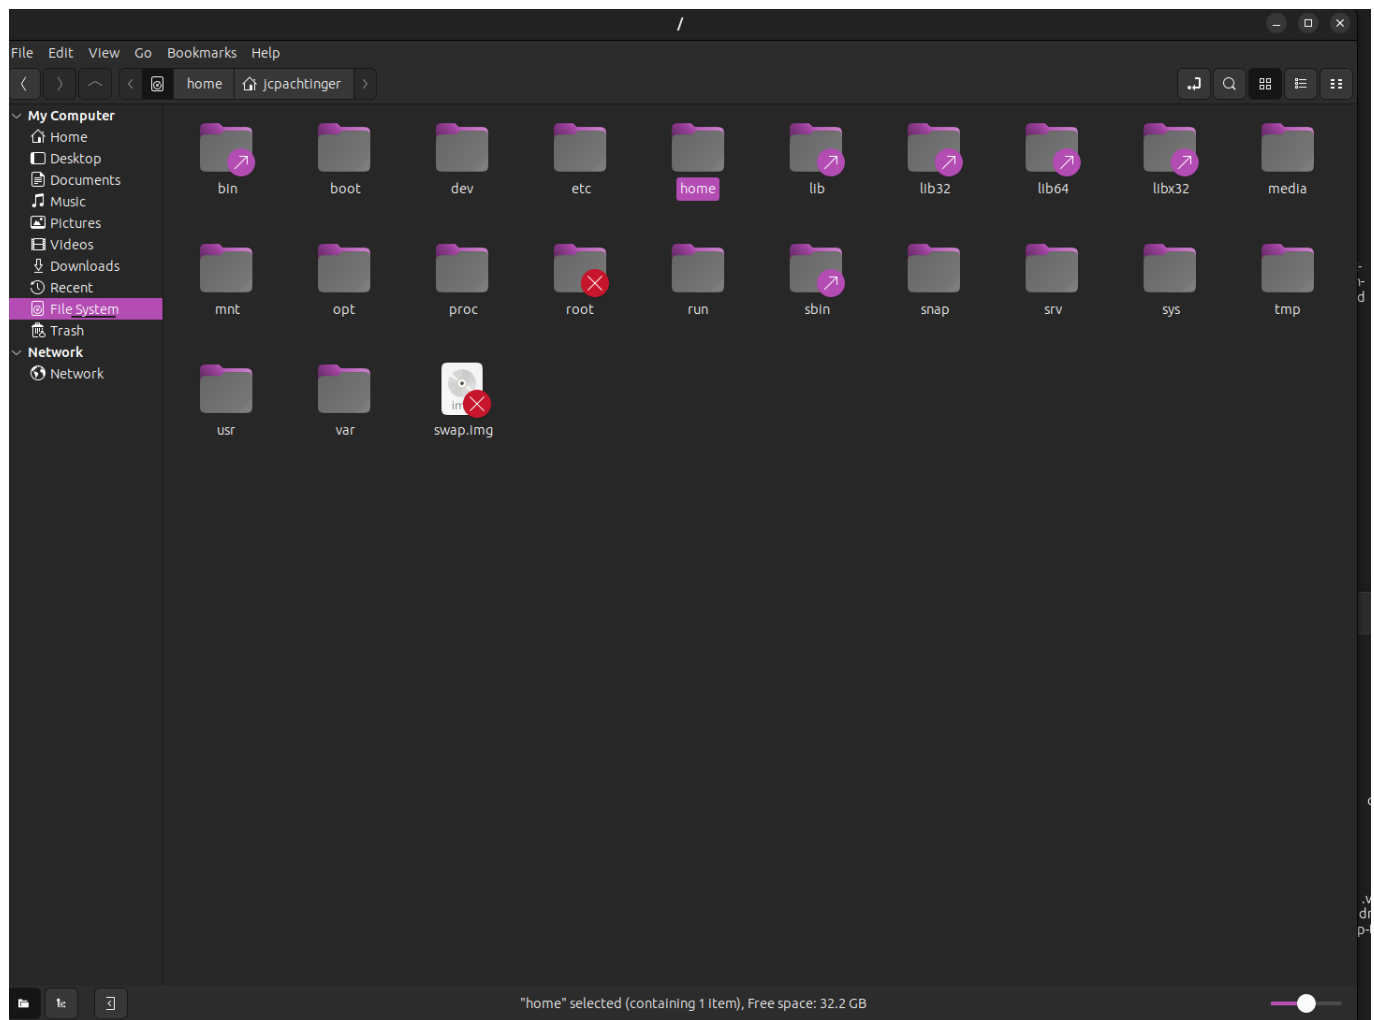 /
File Edit View Go Bookmarks Help
home jcpachtinger
My Computer
Home
Desktop
Documents
Music
Pictures
Videos
Downloads
Recent
File System
Trash
Network
Network
bin boot dev etc home lib lib32 lib64 libx32 media
mnt opt proc root run sbin snap srv sys tmp
usr var swap.img
"home" selected (containing 1 item), Free space: 32.2 GB